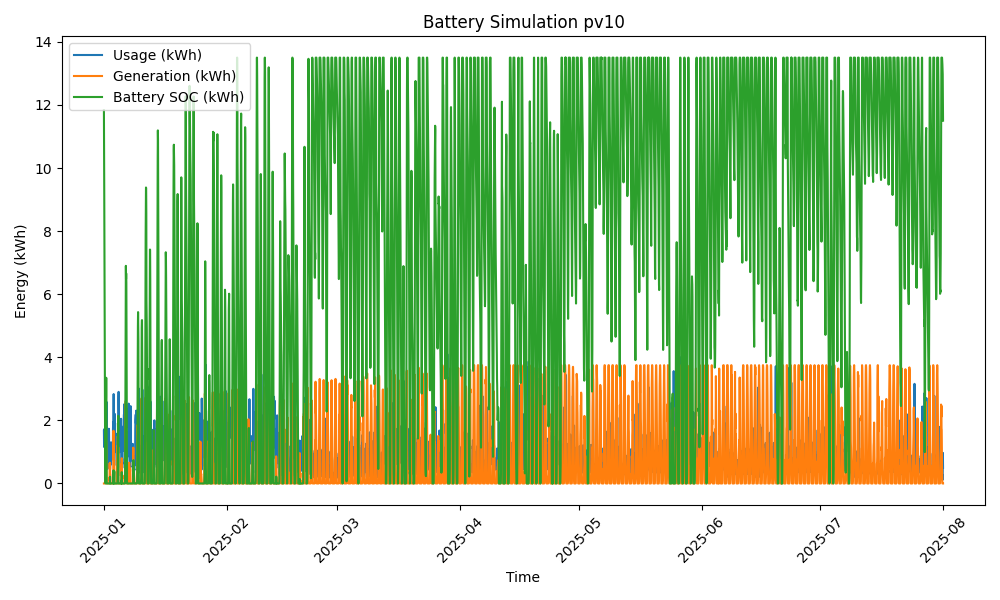 Battery Simulation pv10
Usage (kWh)
Generation (kWh)
Battery SOC (kWh)
Energy (kWh)
14
12
10
8
6
4
2
0
2025-01
2025-02
2025-03
2025-04
2025-05
2025-06
2025-07
2025-08
Time